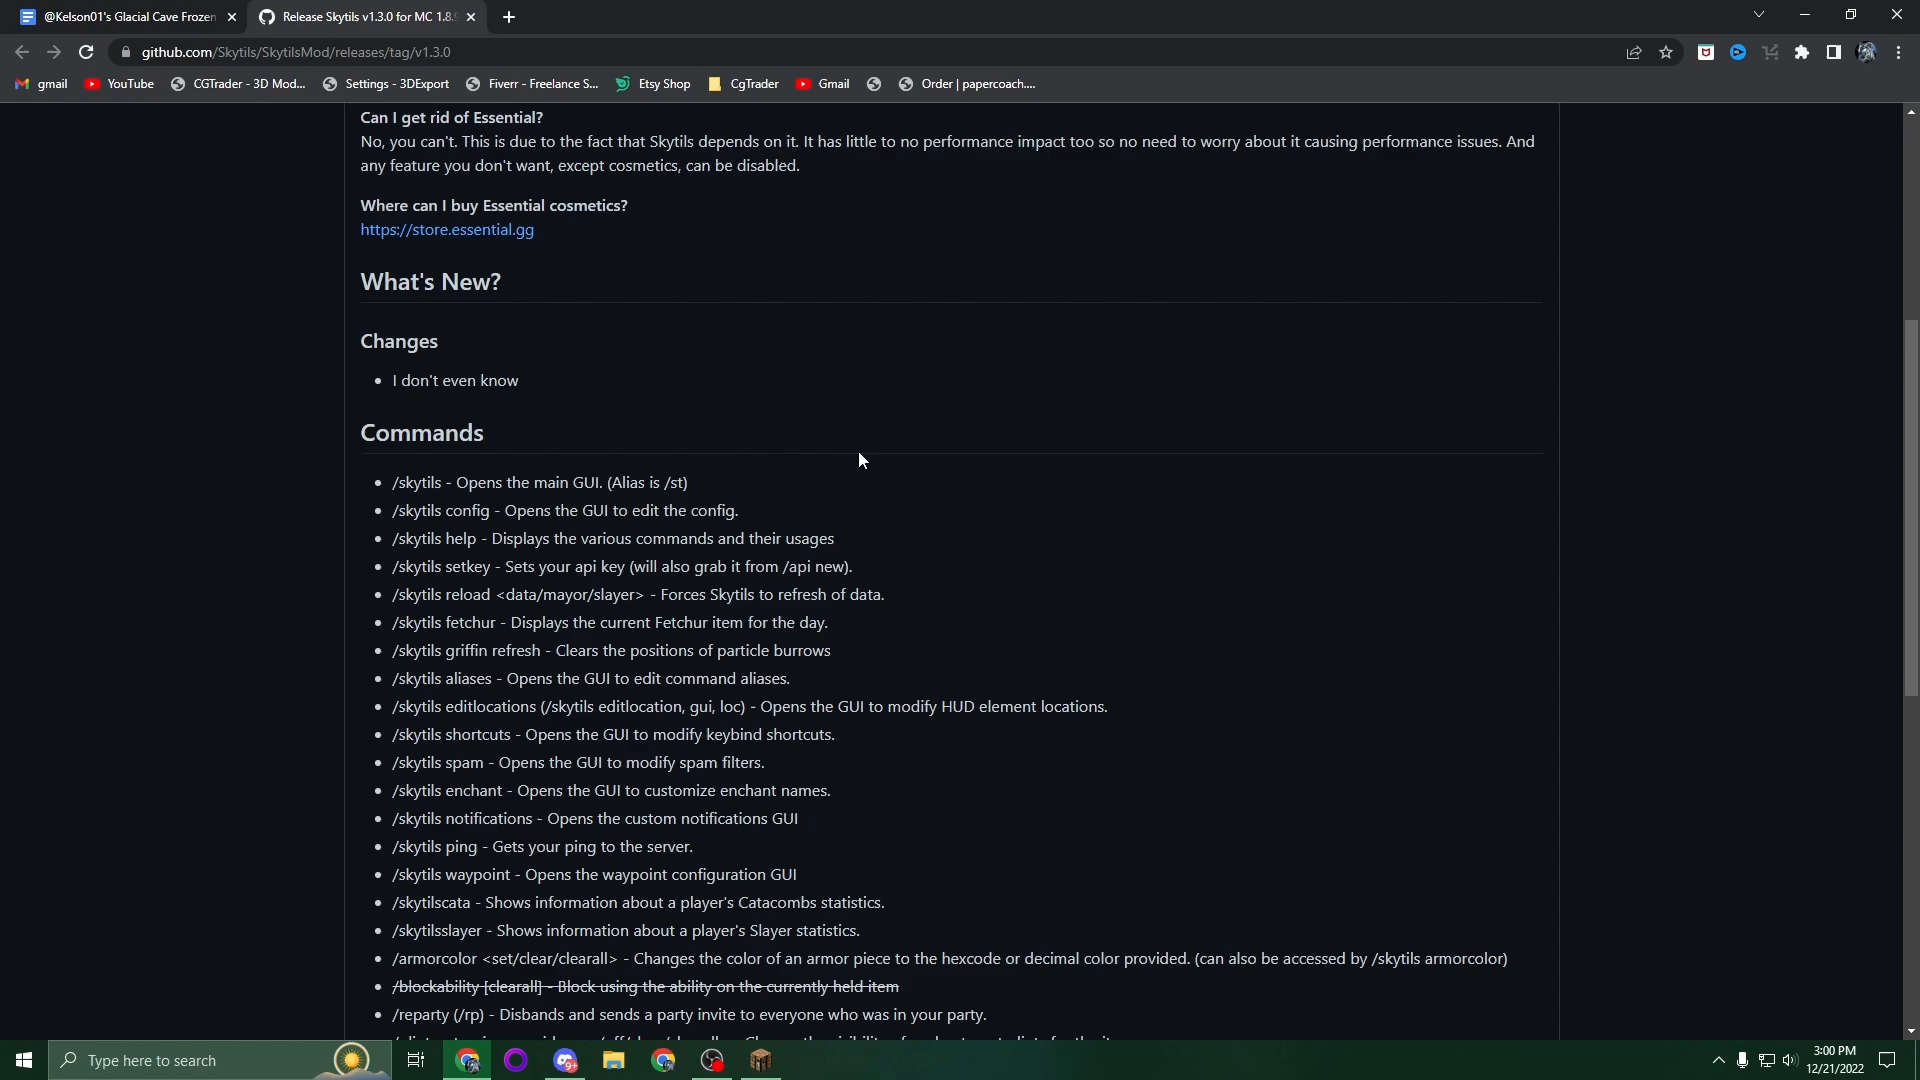 @Kelson01's Glacial Cave Frozen
Release Skytils v1.3.0 for MC 1.8.9
github.com/Skytils/SkytilsMod/releases/tag/v1.3.0
gmail YouTube CGTrader - 3D Mod... Settings - 3DExport Fiverr - Freelance S... Etsy Shop CgTrader Gmail Order | papercoach....
Can I get rid of Essential?
No, you can't. This is due to the fact that Skytils depends on it. It has little to no performance impact too so no need to worry about it causing performance issues. And
any feature you don't want, except cosmetics, can be disabled.
Where can I buy Essential cosmetics?
https://store.essential.gg
What's New?
Changes
• I don't even know
Commands
• /skytils - Opens the main GUI. (Alias is /st)
• /skytils config - Opens the GUI to edit the config.
• /skytils help - Displays the various commands and their usages
• /skytils setkey - Sets your api key (will also grab it from /api new).
• /skytils reload <data/mayor/slayer> - Forces Skytils to refresh of data.
• /skytils fetchur - Displays the current Fetchur item for the day.
• /skytils griffin refresh - Clears the positions of particle burrows
• /skytils aliases - Opens the GUI to edit command aliases.
• /skytils editlocations (/skytils editlocation, gui, loc) - Opens the GUI to modify HUD element locations.
• /skytils shortcuts - Opens the GUI to modify keybind shortcuts.
• /skytils spam - Opens the GUI to modify spam filters.
• /skytils enchant - Opens the GUI to customize enchant names.
• /skytils notifications - Opens the custom notifications GUI
• /skytils ping - Gets your ping to the server.
• /skytils waypoint - Opens the waypoint configuration GUI
• /skytilscata - Shows information about a player's Catacombs statistics.
• /skytilsslayer - Shows information about a player's Slayer statistics.
• /armorcolor <set/clear/clearall> - Changes the color of an armor piece to the hexcode or decimal color provided. (can also be accessed by /skytils armorcolor)
• /blockability [clearall] - Block using the ability on the currently held item
• /reparty (/rp) - Disbands and sends a party invite to everyone who was in your party.
Type here to search
9+
3:00 PM
12/21/2022